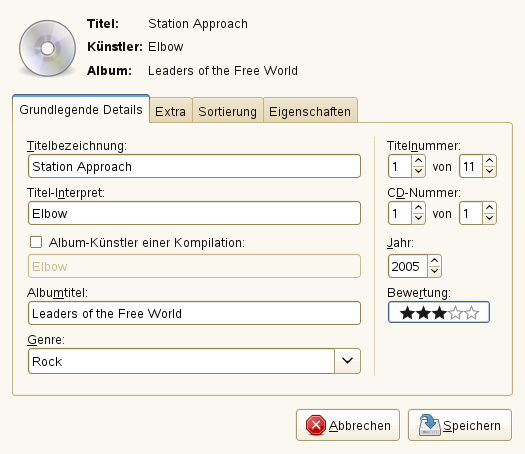 Titel: Station Approach
Künstler: Elbow
Album: Leaders of the Free World
Grundlegende Details Extra Sortierung Eigenschaften
Titelbezeichnung:
Station Approach
Titel-Interpret:
Elbow
Album-Künstler einer Kompilation:
Elbow
Albumtitel:
Leaders of the Free World
Genre:
Rock
Titelnummer:
1 von 11
CD-Nummer:
1 von 1
Jahr:
2005
Bewertung:
Abbrechen Speichern